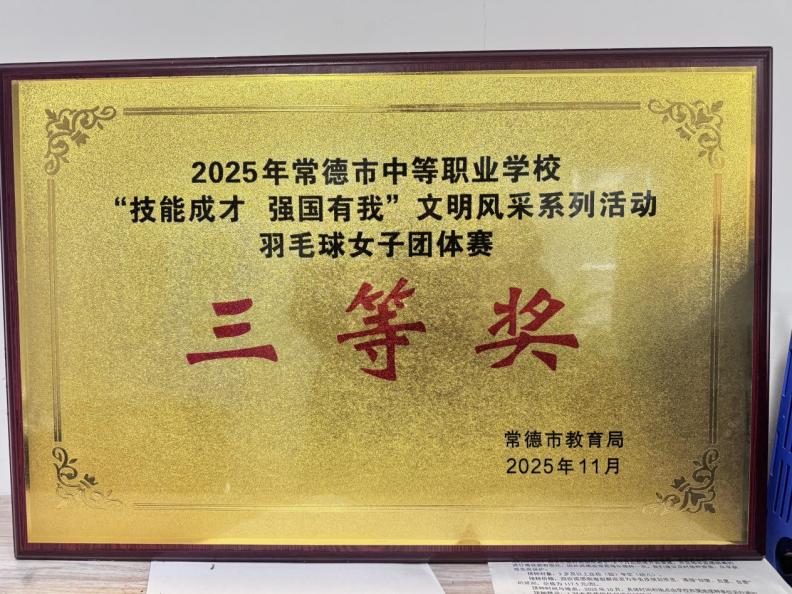 2025年常德市中等职业学校
“技能成才 强国有我”文明风采系列活动
羽毛球女子团体赛
三等奖
常德市教育局
2025年11月